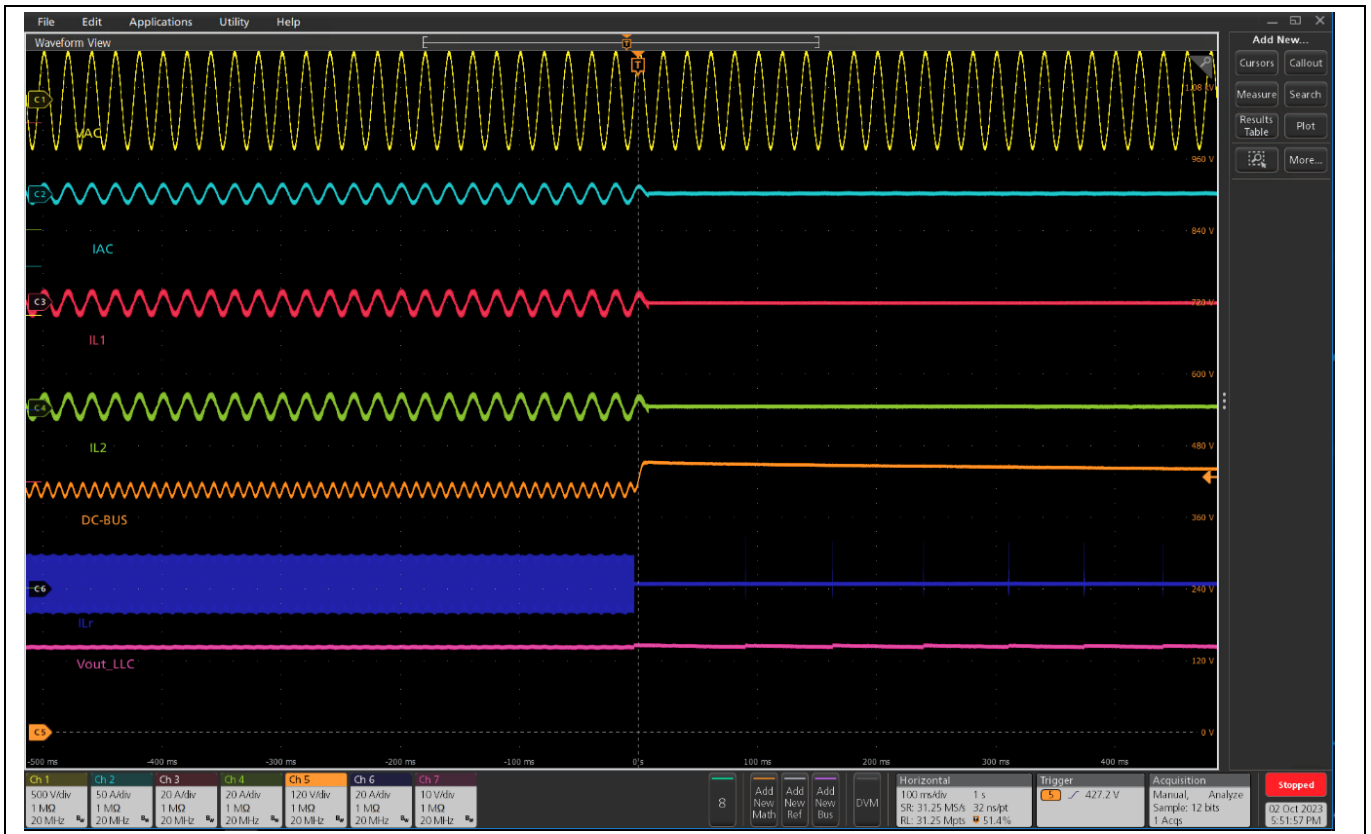 File Edit Applications Utility Help
Waveform View
Add New...
Cursors Callout
Measure Search
Results Table Plot
More...
T
T
C1
VAC
1.08 kV
960 V
C2
840 V
IAC
C3
720 V
IL1
600 V
C4
IL2
480 V
DC-BUS
360 V
C6
240 V
ILr
Vout_LLC
120 V
C5
0 V
-500 ms -400 ms -300 ms -200 ms -100 ms 0 s 100 ms 200 ms 300 ms 400 ms
Ch 1
500 V/div
1 MΩ
20 MHz Bw
Ch 2
50 A/div
1 MΩ
20 MHz Bw
Ch 3
20 A/div
1 MΩ
20 MHz Bw
Ch 4
20 A/div
1 MΩ
20 MHz Bw
Ch 5
120 V/div
1 MΩ
20 MHz Bw
Ch 6
20 A/div
1 MΩ
20 MHz Bw
Ch 7
10 V/div
1 MΩ
20 MHz Bw
8
Add New Math
Add New Ref
Add New Bus
DVM
Horizontal
100 ms/div 1 s
SR: 31.25 MS/s 32 ns/pt
RL: 31.25 Mpts 51.4%
Trigger
5 427.2 V
Acquisition
Manual, Analyze
Sample: 12 bits
1 Acqs
Stopped
02 Oct 2023
5:51:57 PM